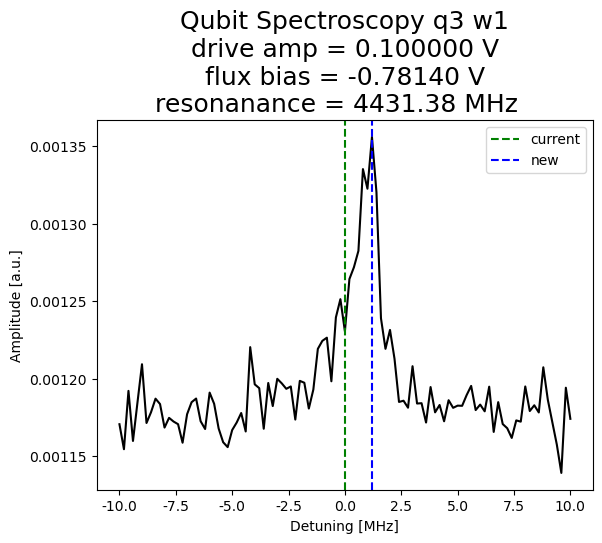 Qubit Spectroscopy q3 w1
drive amp = 0.100000 V
flux bias = -0.78140 V
resonanance = 4431.38 MHz
current
new
0.00135
0.00130
0.00125
0.00120
0.00115
Amplitude [a.u.]
-10.0 -7.5 -5.0 -2.5 0.0 2.5 5.0 7.5 10.0
Detuning [MHz]